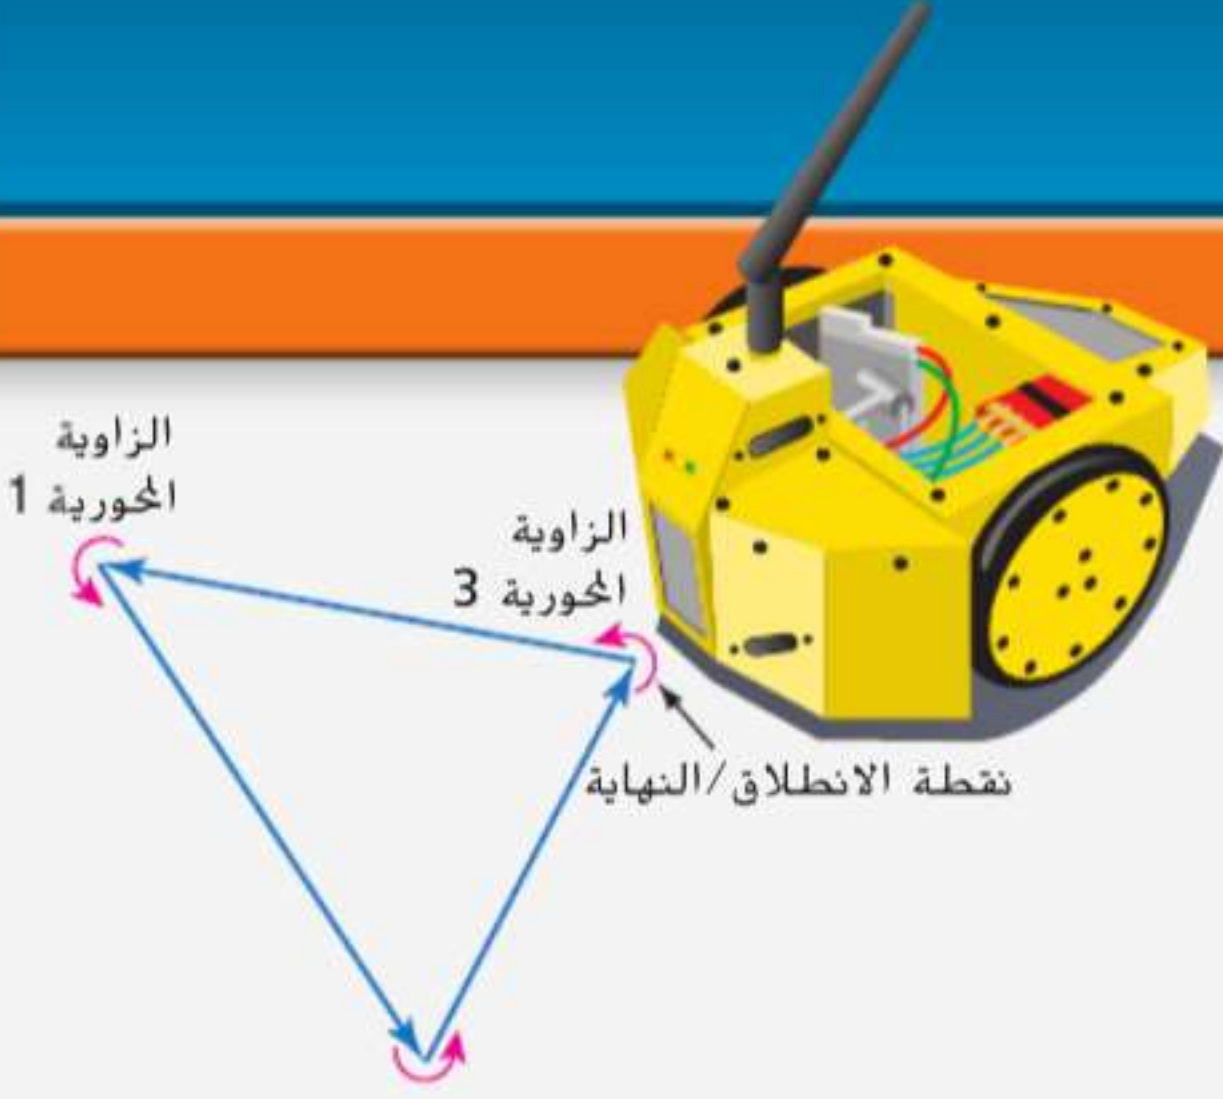 الزاوية
المحورية 1
الزاوية
المحورية 3
نقطة الانطلاق/النهاية